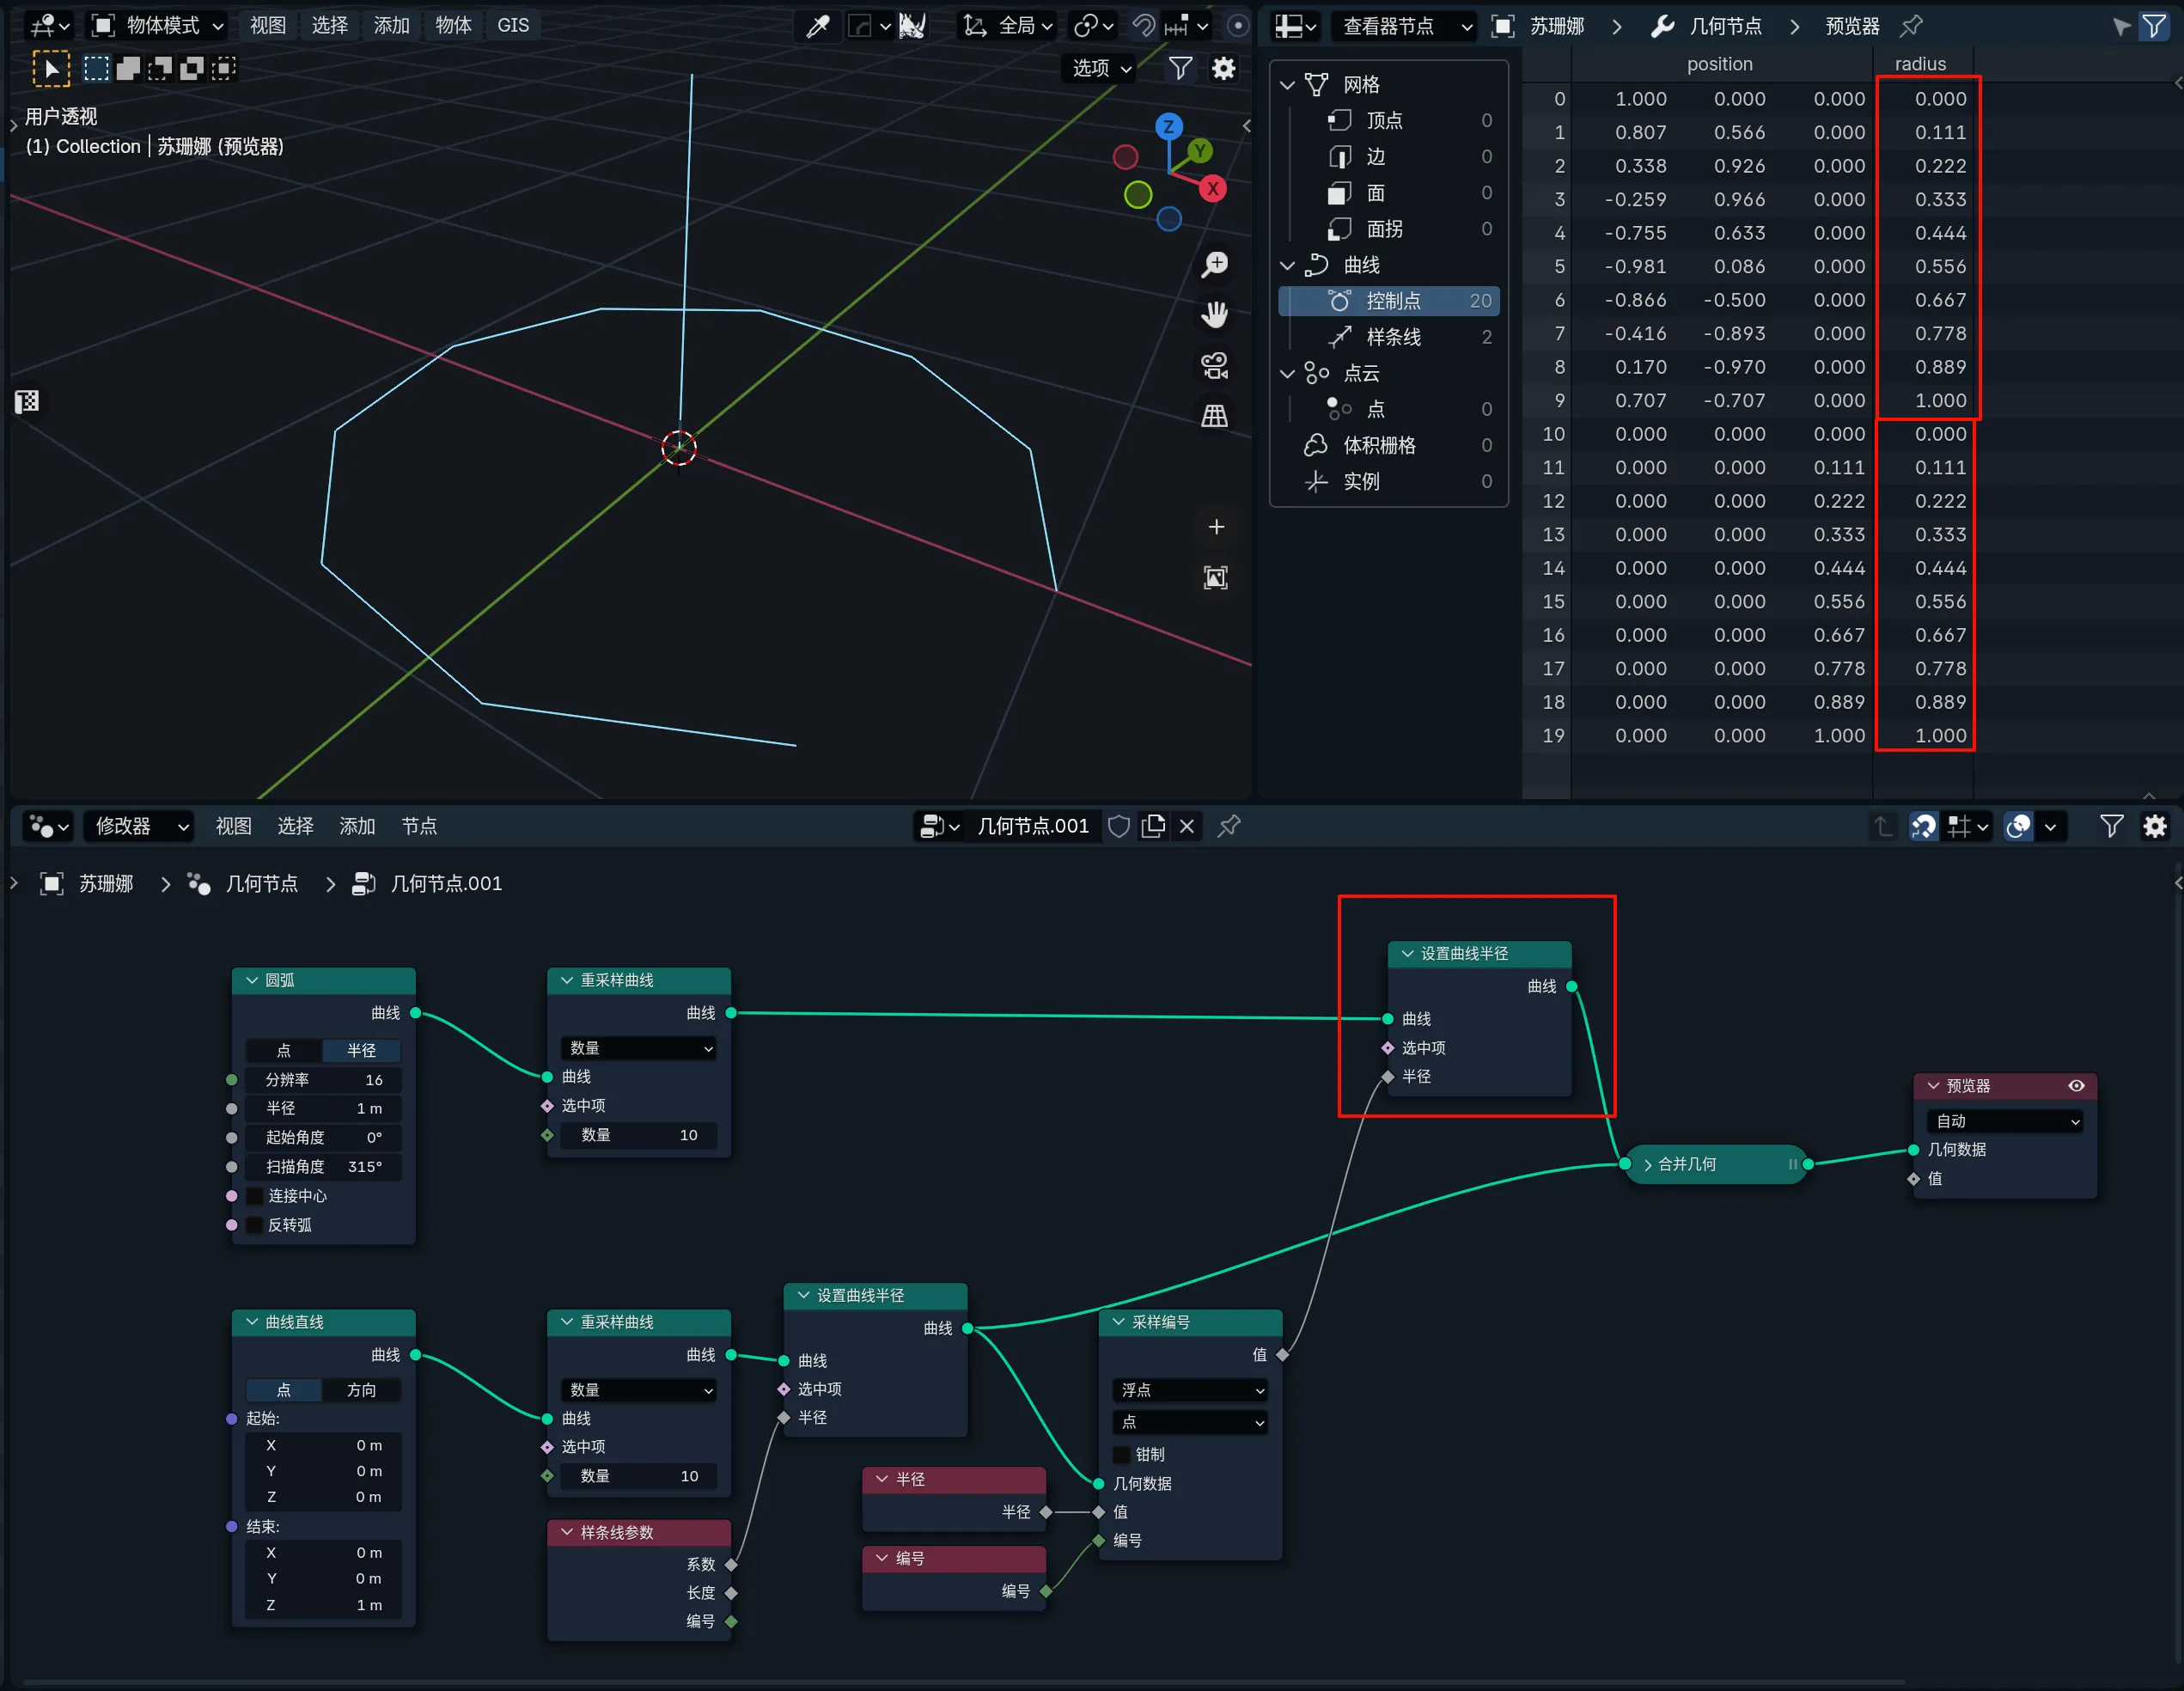 物体模式 视图 选择 添加 物体 GIS 全局
选项
用户透视
(1) Collection | 苏珊娜 (预览器)
Z
Y
X
查看器节点 苏珊娜 几何节点 预览器
网格
顶点 0
边 0
面 0
面拐 0
曲线
控制点 20
样条线 2
点云
点 0
体积栅格 0
实例 0
position radius
0 1.000 0.000 0.000 0.000
1 0.807 0.566 0.000 0.111
2 0.338 0.926 0.000 0.222
3 -0.259 0.966 0.000 0.333
4 -0.755 0.633 0.000 0.444
5 -0.981 0.086 0.000 0.556
6 -0.866 -0.500 0.000 0.667
7 -0.416 -0.893 0.000 0.778
8 0.170 -0.970 0.000 0.889
9 0.707 -0.707 0.000 1.000
10 0.000 0.000 0.000 0.000
11 0.000 0.000 0.111 0.111
12 0.000 0.000 0.222 0.222
13 0.000 0.000 0.333 0.333
14 0.000 0.000 0.444 0.444
15 0.000 0.000 0.556 0.556
16 0.000 0.000 0.667 0.667
17 0.000 0.000 0.778 0.778
18 0.000 0.000 0.889 0.889
19 0.000 0.000 1.000 1.000
修改器 视图 选择 添加 节点 几何节点.001
苏珊娜 几何节点 几何节点.001
圆弧
曲线
点 半径
分辨率 16
半径 1 m
起始角度 0°
扫描角度 315°
连接中心
反转弧
重采样曲线
曲线
数量
曲线
选中项
数量 10
设置曲线半径
曲线
曲线
选中项
半径
预览器
自动
几何数据
值
合并几何
曲线直线
曲线
点 方向
起始:
X 0 m
Y 0 m
Z 0 m
结束:
X 0 m
Y 0 m
Z 1 m
重采样曲线
曲线
数量
曲线
选中项
数量 10
样条线参数
系数
长度
编号
设置曲线半径
曲线
曲线
选中项
半径
半径
半径
编号
编号
采样编号
值
浮点
点
钳制
几何数据
值
编号